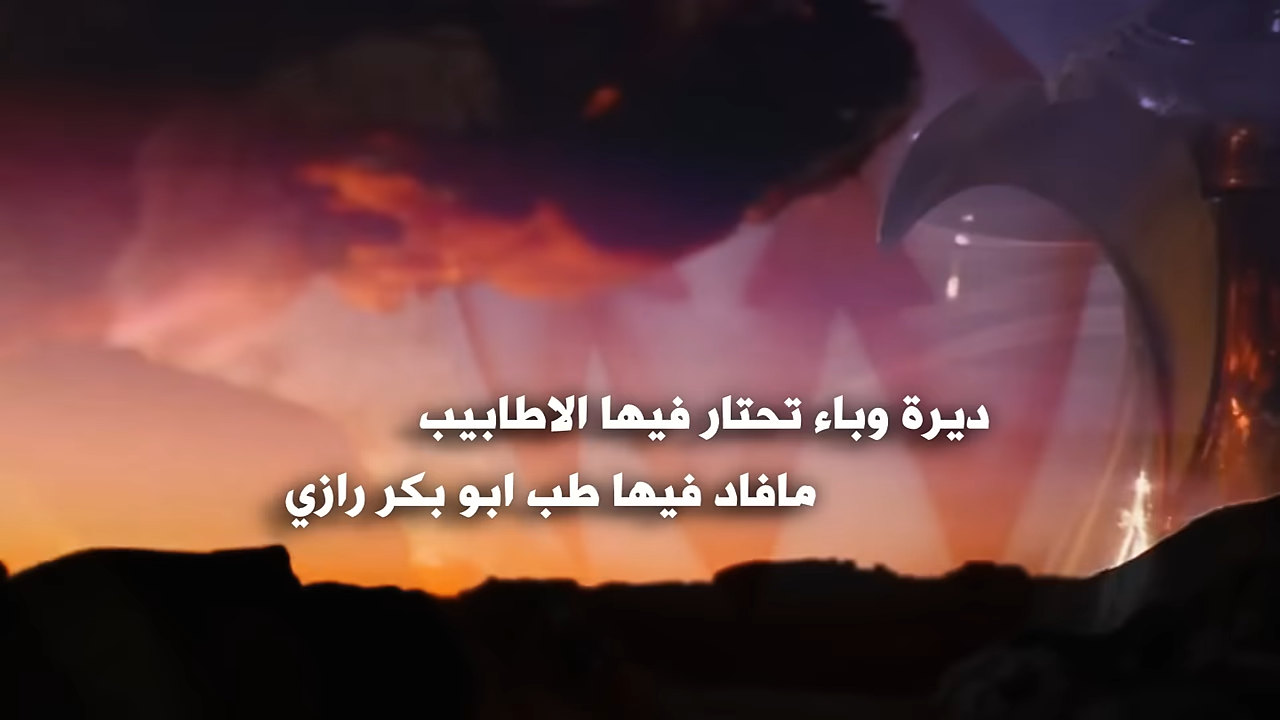 ديرة وباء تحتار فيها الاطابيب
مافاد فيها طب ابو بكر رازي